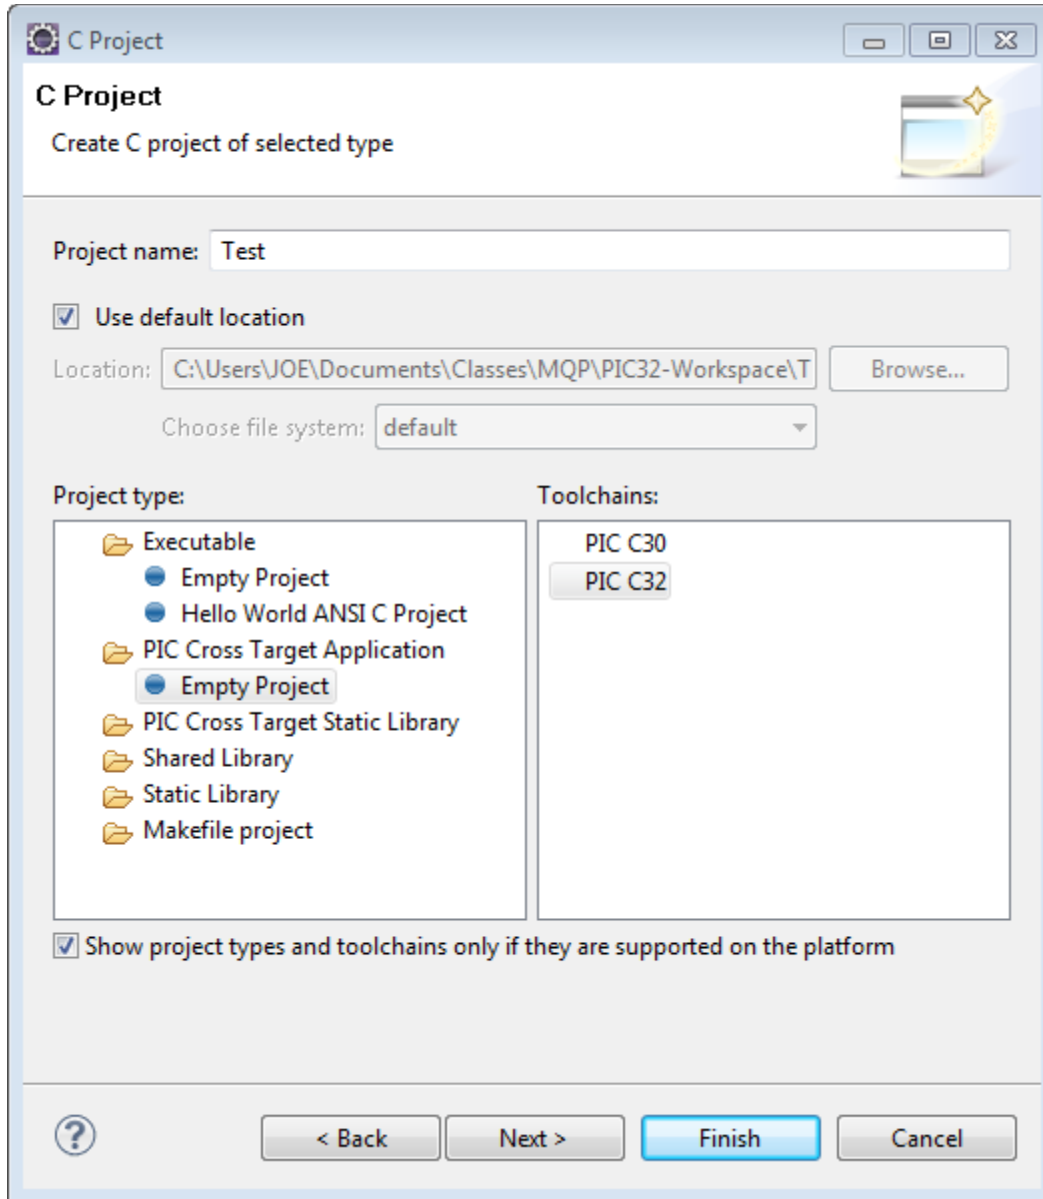 C Project
C Project
Create C project of selected type
Project name: Test
Use default location
Location: C:\Users\JOE\Documents\Classes\MQP\PIC32-Workspace\T Browse...
Choose file system: default
Project type: Toolchains:
Executable PIC C30
Empty Project PIC C32
Hello World ANSI C Project
PIC Cross Target Application
Empty Project
PIC Cross Target Static Library
Shared Library
Static Library
Makefile project
Show project types and toolchains only if they are supported on the platform
? < Back Next > Finish Cancel